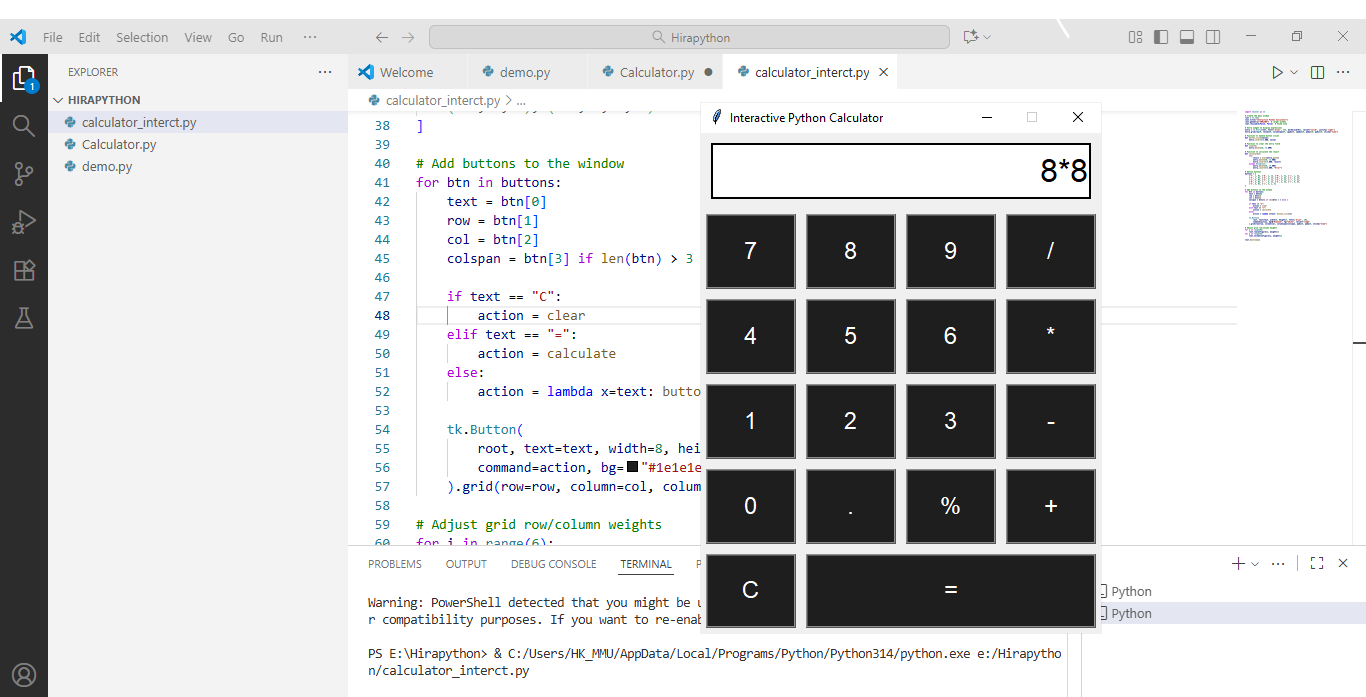 File Edit Selection View Go Run ···
Hirapython
EXPLORER ···
HIRAPYTHON
calculator_interct.py
Calculator.py
demo.py
1
Welcome
demo.py
Calculator.py
calculator_interct.py
calculator_interct.py > ...
38 ]
39
40 # Add buttons to the window
41 for btn in buttons:
42 text = btn[0]
43 row = btn[1]
44 col = btn[2]
45 colspan = btn[3] if len(btn) > 3
46
47 if text == "C":
48 action = clear
49 elif text == "=":
50 action = calculate
51 else:
52 action = lambda x=text: butto
53
54 tk.Button(
55 root, text=text, width=8, hei
56 command=action, bg="#1e1e1e
57 ).grid(row=row, column=col, colum
58
59 # Adjust grid row/column weights
60 for i in range(6):
Interactive Python Calculator
8*8
7 8 9 /
4 5 6 *
1 2 3 -
0 . % +
C =
PROBLEMS OUTPUT DEBUG CONSOLE TERMINAL P
Warning: PowerShell detected that you might be u
r compatibility purposes. If you want to re-enab
PS E:\Hirapython> & C:/Users/HK_MMU/AppData/Local/Programs/Python/Python314/python.exe e:/Hirapytho
n/calculator_interct.py
Python
Python